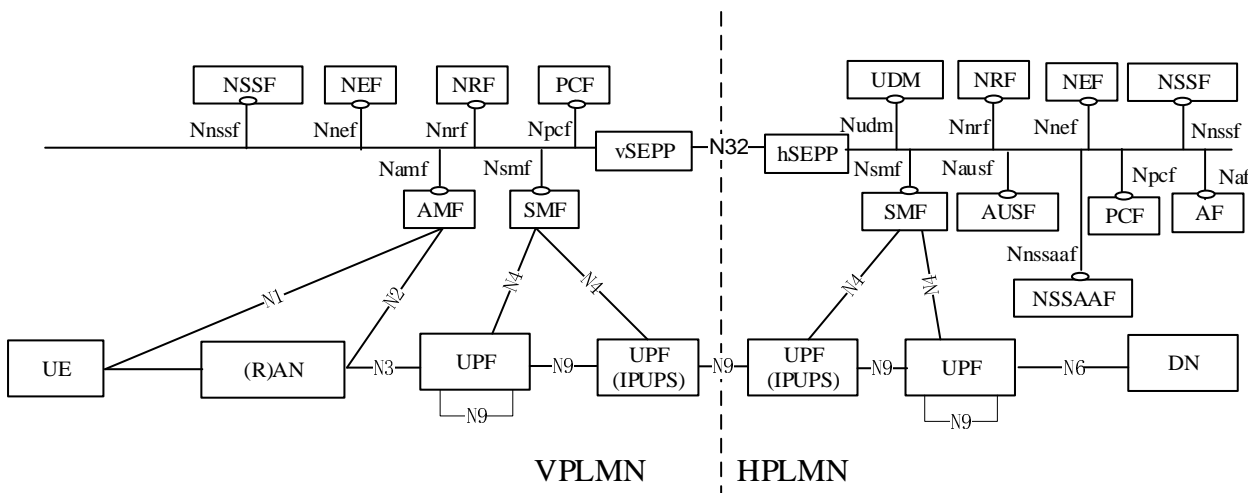 NSSF
NEF
NRF
PCF
UDM
NRF
NEF
NSSF
Nnssf
Nnef
Nnrf
Npcf
Nudm
Nnrf
Nnef
Nnssf
vSEPP
N32
hSEPP
Namf
Nsmf
Nsmf
Nausf
Npcf
Naf
AMF
SMF
SMF
AUSF
PCF
AF
Nnssaaf
N1
N2
N4
N4
N4
N4
NSSAAF
UE
(R)AN
N3
UPF
N9
UPF
(IPUPS)
N9
UPF
(IPUPS)
N9
UPF
N6
DN
N9
N9
VPLMN
HPLMN